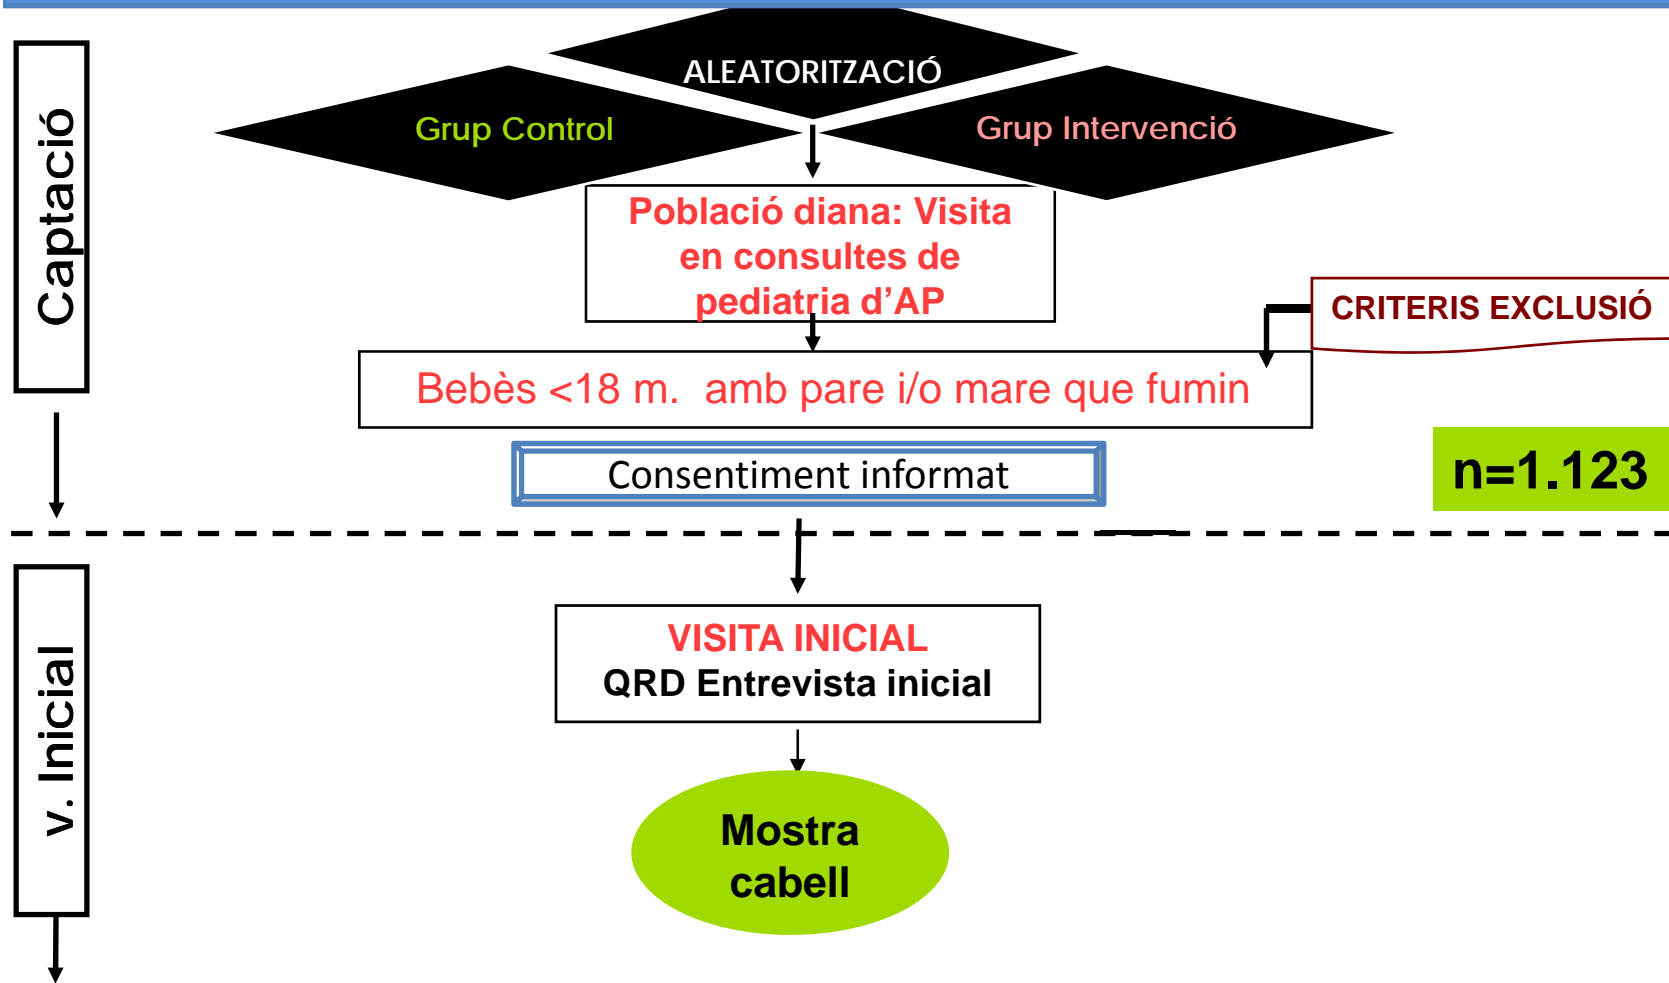 Captació
ALEATORITZACIÓ
Grup Control
Grup Intervenció
Població diana: Visita
en consultes de
pediatria d’AP
CRITERIS EXCLUSIÓ
Bebès <18 m.  amb pare i/o mare que fumin
Consentiment informat
n=1.123
v. Inicial
VISITA INICIAL
QRD Entrevista inicial
Mostra
cabell